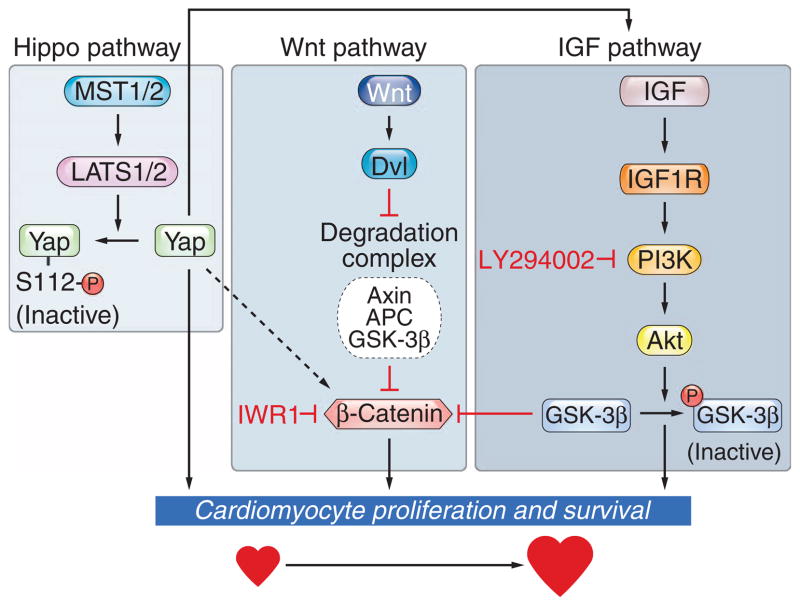 Hippo pathway
MST1/2
LATS1/2
Yap
Yap
S112-P
(Inactive)
Wnt pathway
Wnt
Dvl
Degradation
complex
Axin
APC
GSK-3β
IWR1
β-Catenin
IGF pathway
IGF
IGF1R
LY294002
PI3K
Akt
GSK-3β
P
GSK-3β
(Inactive)
Cardiomyocyte proliferation and survival